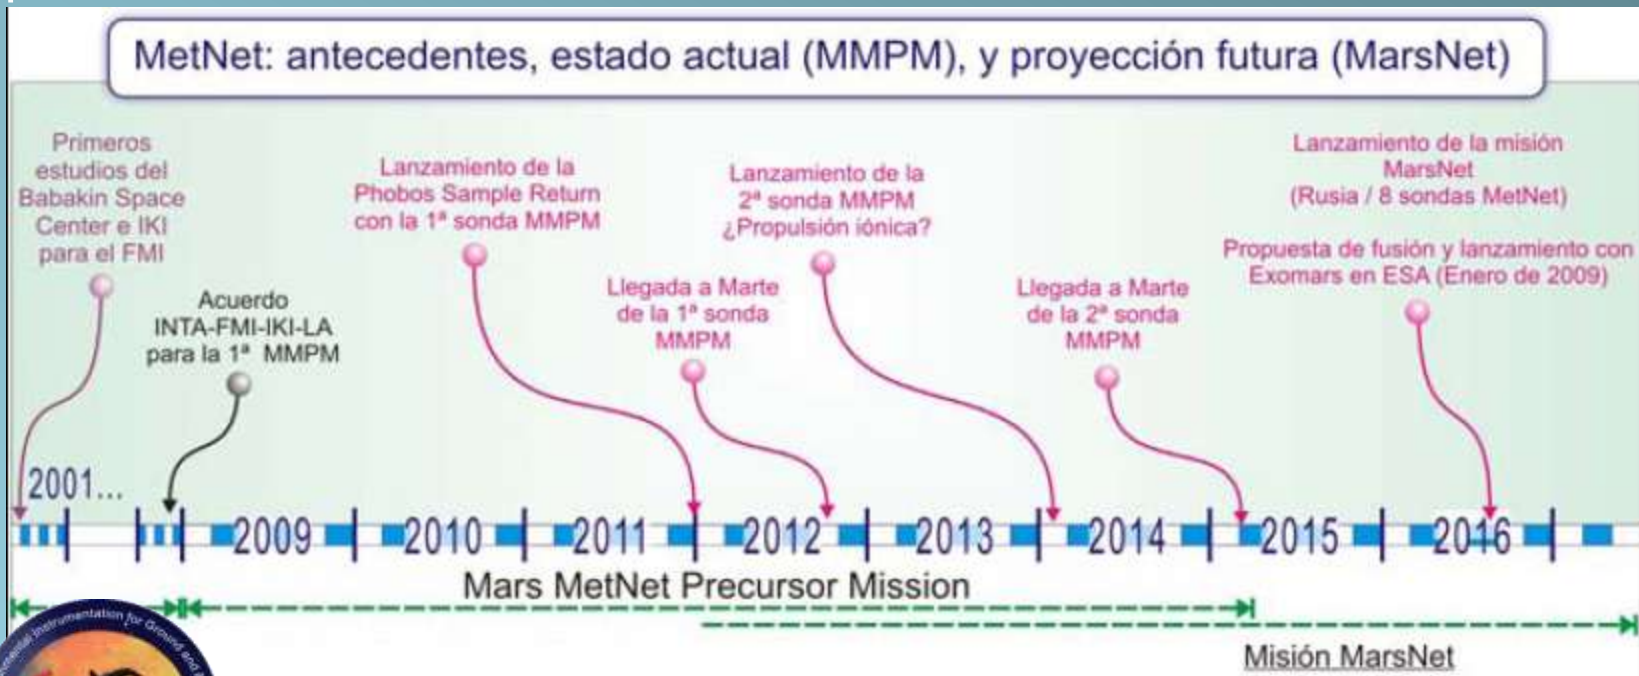 MetNet: antecedentes, estado actual (MMPM), y proyección futura (MarsNet)
Primeros
estudios del
Babakin Space
Center e IKI
para el FMI
Acuerdo
INTA-FMI-IKI-LA
para la 1ª MMPM
Lanzamiento de la
Phobos Sample Return
con la 1ª sonda MMPM
Llegada a Marte
de la 1ª sonda
MMPM
Lanzamiento de la
2ª sonda MMPM
¿Propulsión iónica?
Llegada a Marte
de la 2ª sonda
MMPM
Lanzamiento de la misión
MarsNet
(Rusia / 8 sondas MetNet)
Propuesta de fusión y lanzamiento con
Exomars en ESA (Enero de 2009)
2001...
2009 2010 2011 2012 2013 2014 2015 2016
Mars MetNet Precursor Mission
Misión MarsNet
Instrumentation for Ground and